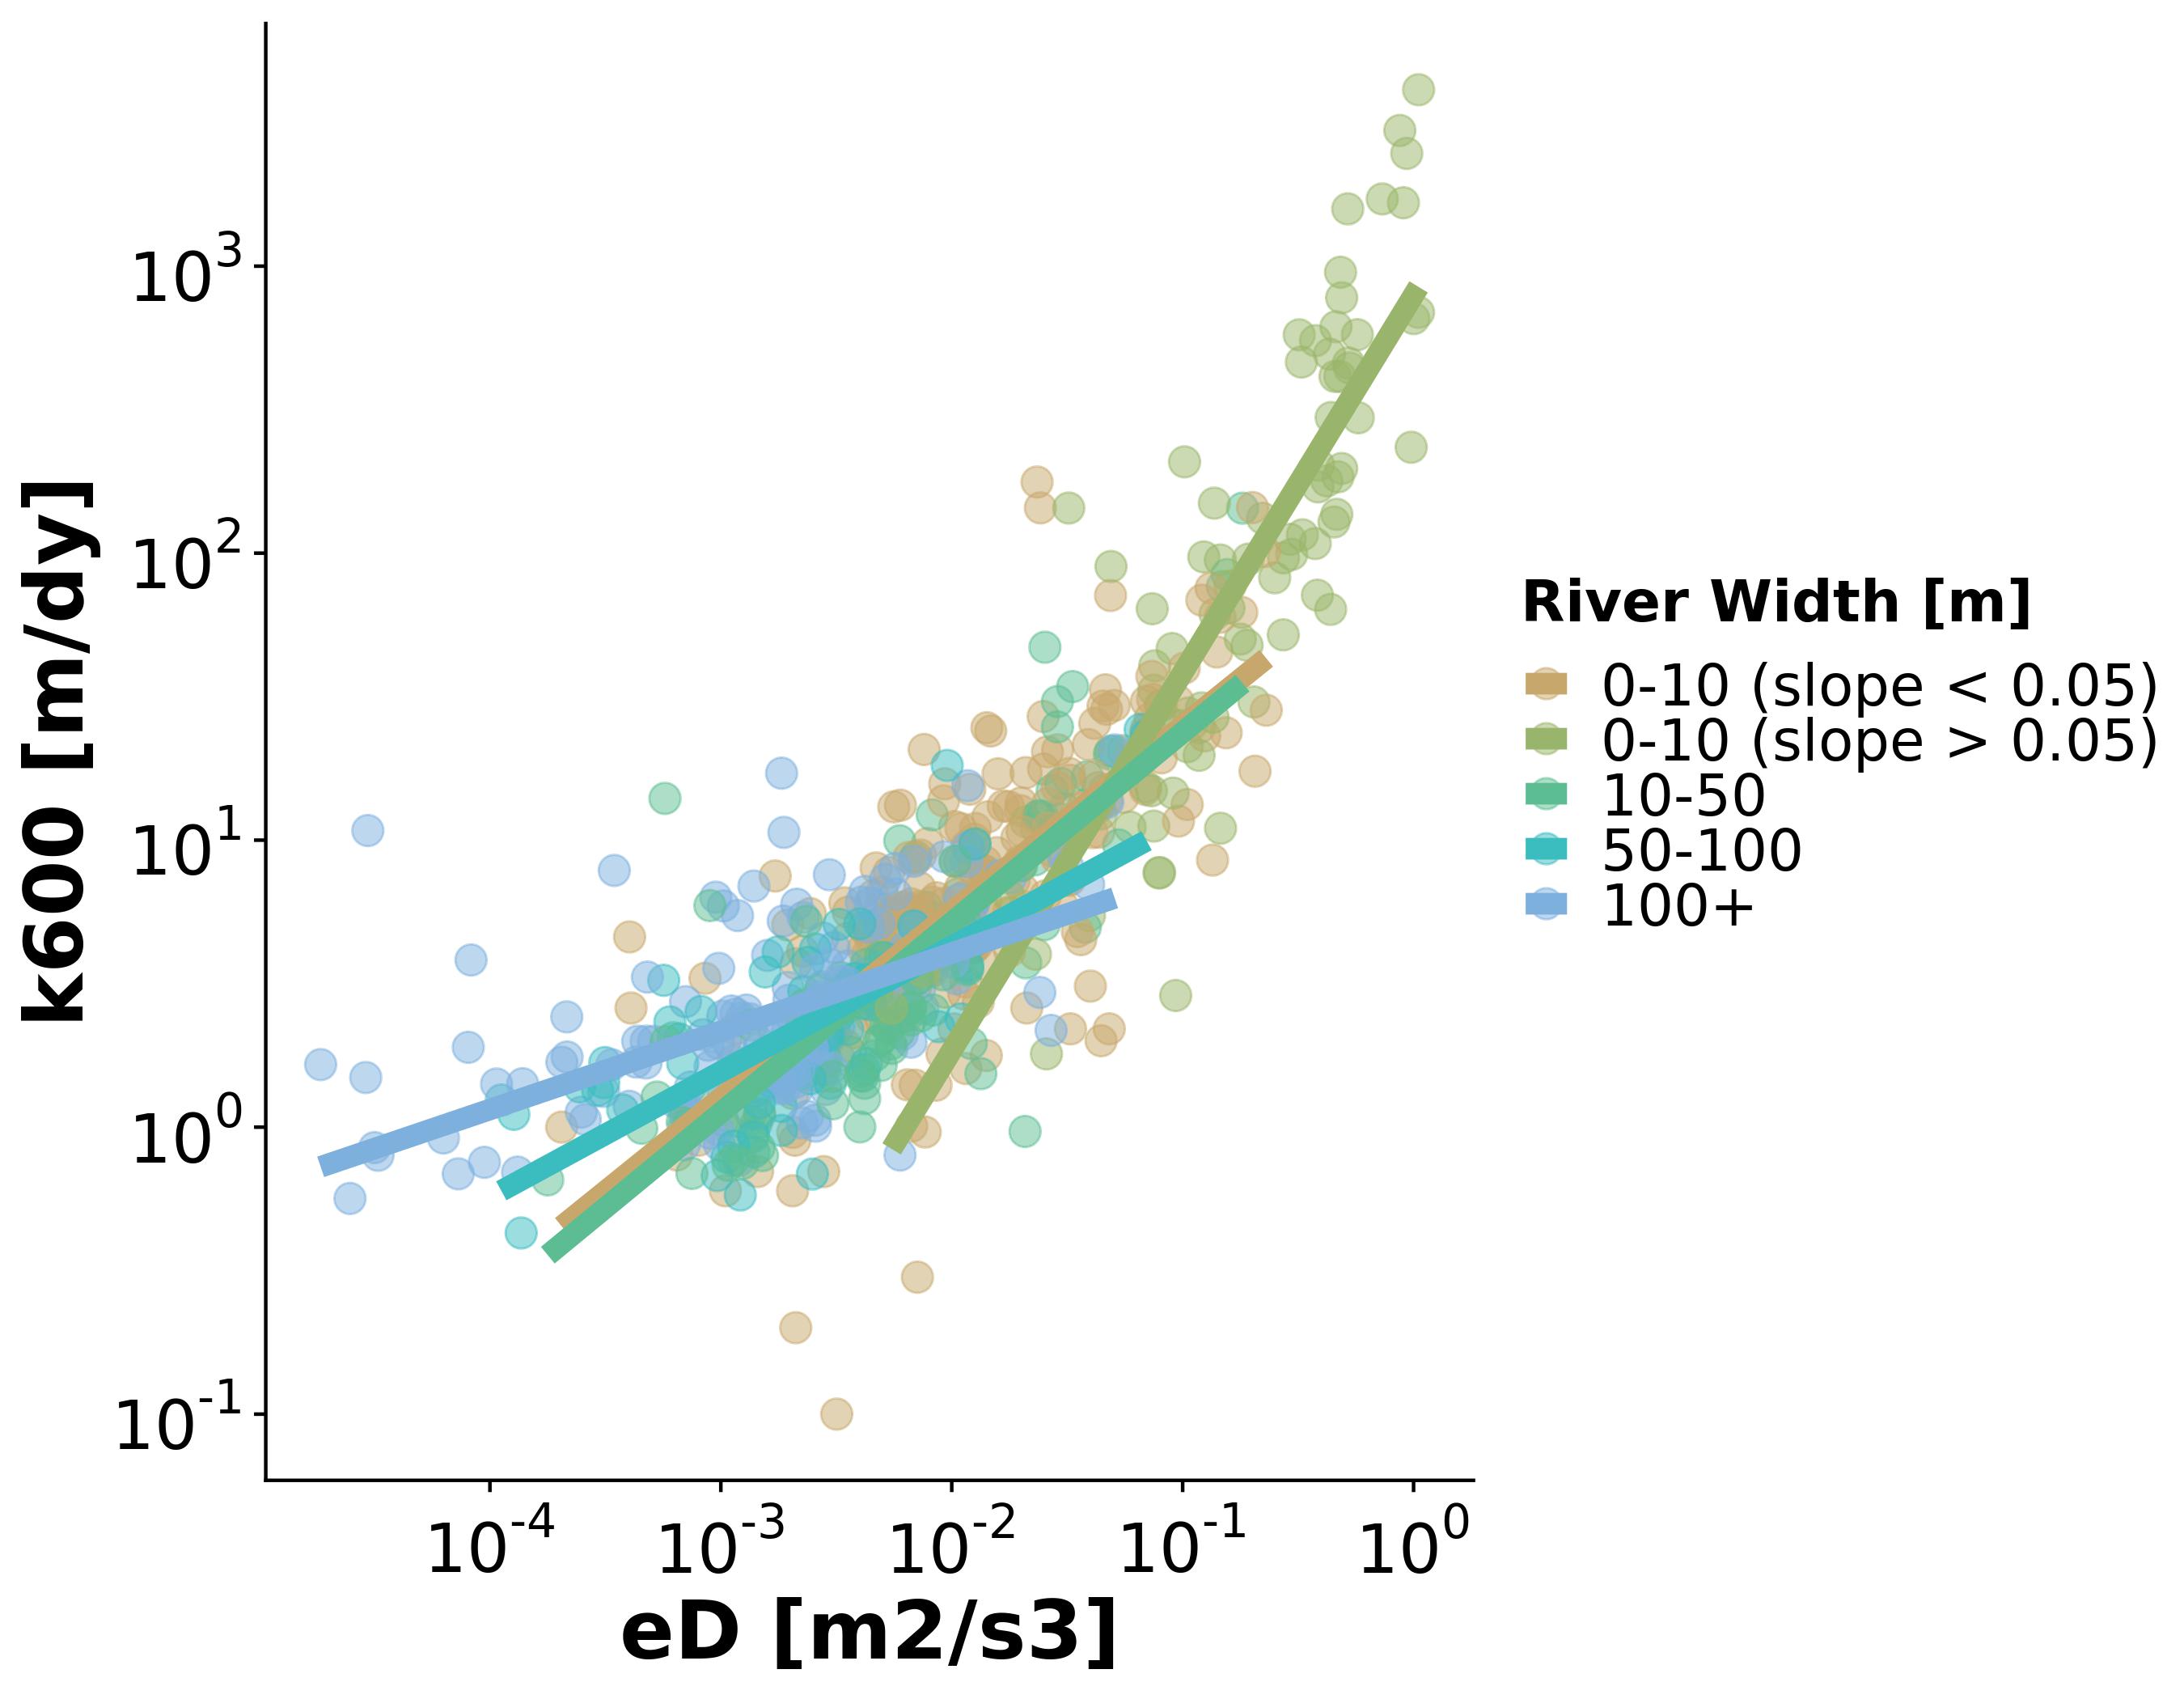 k600 [m/dy]
10^3
10^2
10^1
10^0
10^-1
10^-4 10^-3 10^-2 10^-1 10^0
eD [m2/s3]
River Width [m]
0-10 (slope < 0.05)
0-10 (slope > 0.05)
10-50
50-100
100+